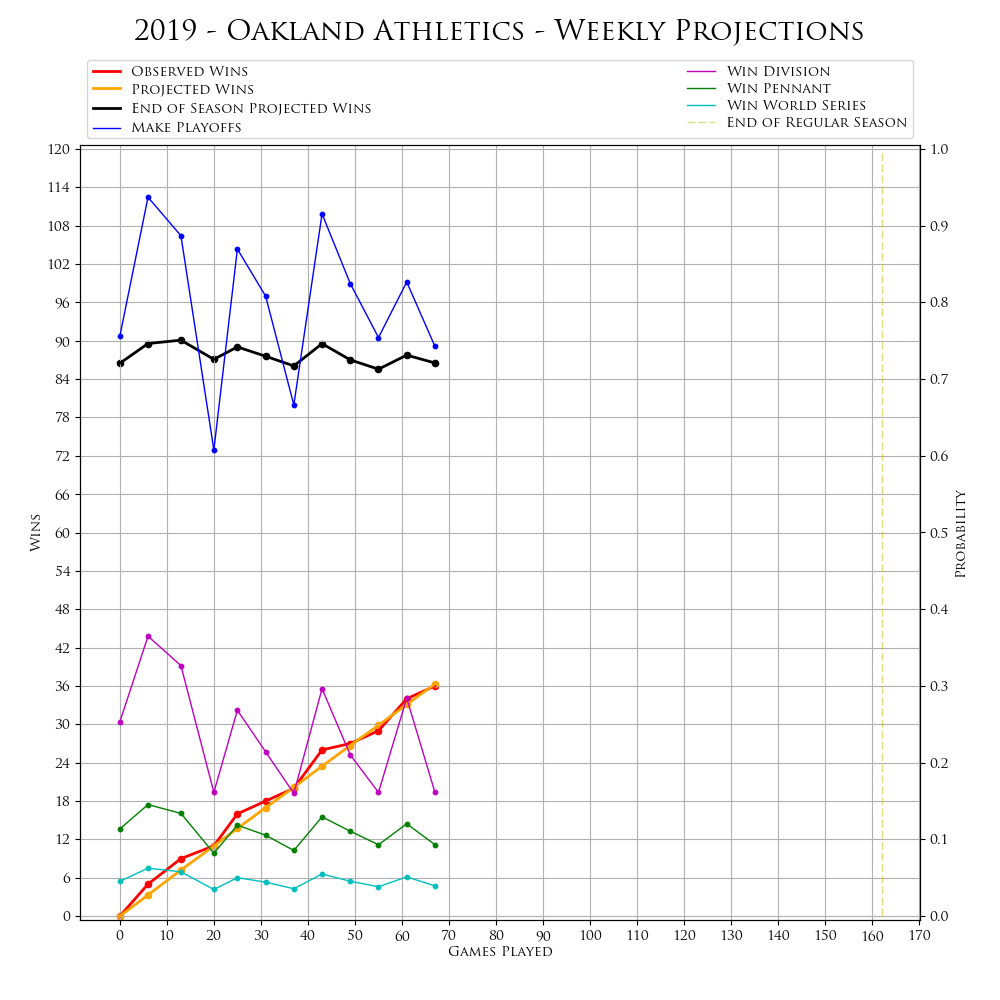 2019 - Oakland Athletics - Weekly Projections
Observed Wins
Projected Wins
End of Season Projected Wins
Make Playoffs
Win Division
Win Pennant
Win World Series
End of Regular Season
120
114
108
102
96
90
84
78
72
66
60
54
48
42
36
30
24
18
12
6
0
Wins
1.0
0.9
0.8
0.7
0.6
0.5
0.4
0.3
0.2
0.1
0.0
Probability
0 10 20 30 40 50 60 70 80 90 100 110 120 130 140 150 160 170
Games Played